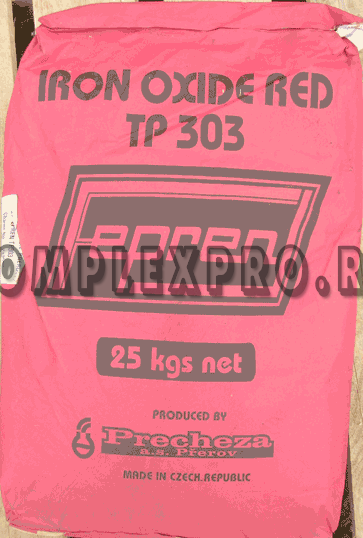 IRON OXIDE RED
TP 303
OMPLEXPRO.R
25 kgs net
PRODUCED BY
Precheza
a.s. Přerov
MADE IN CZECH.REPUBLIC